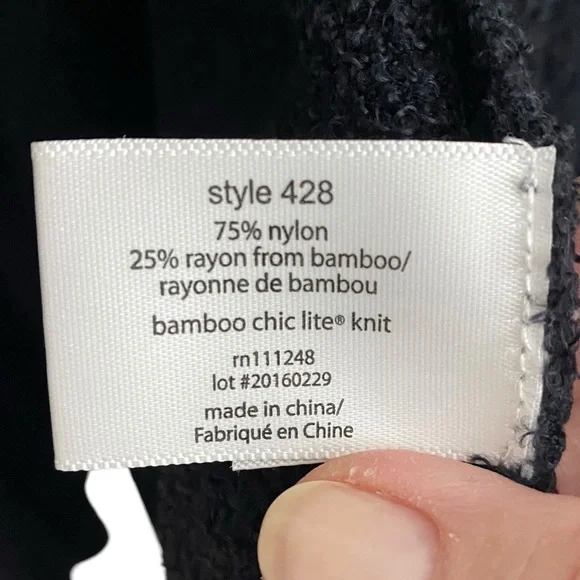 style 428
75% nylon
25% rayon from bamboo/
rayonne de bambou
bamboo chic lite® knit
rn111248
lot #20160229
made in china/
Fabriqué en Chine